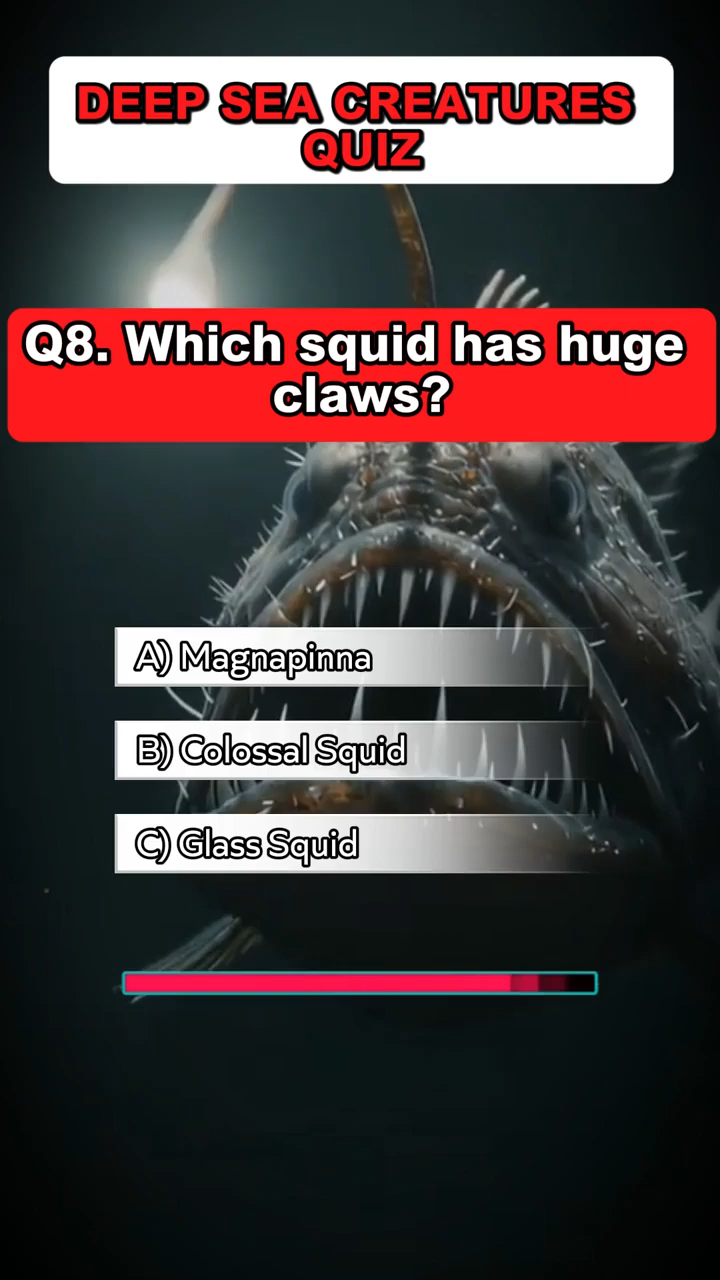 DEEP SEA CREATURES
QUIZ
Q8. Which squid has huge
claws?
A) Magnapinna
B) Colossal Squid
C) Glass Squid